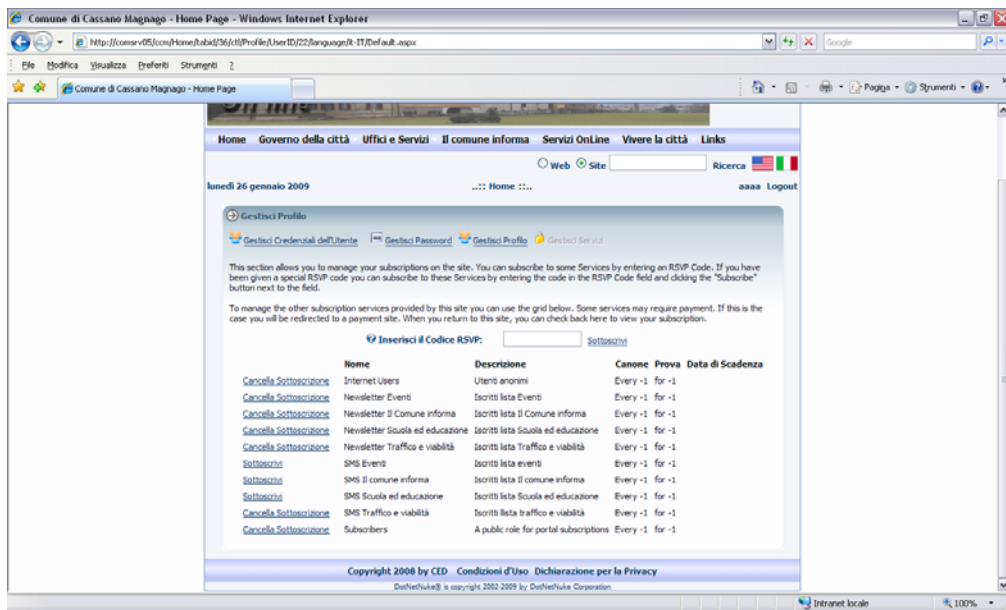 Comune di Cassano Magnago - Home Page - Windows Internet Explorer
http://comsrv05/ccm/Home/tabid/36/ctl/Profile/UserID/22/language/it-IT/Default.aspx
Google
File Modifica Visualizza Preferiti Strumenti ?
Comune di Cassano Magnago - Home Page
Pagina Strumenti
Home Governo della città Uffici e Servizi Il comune informa Servizi OnLine Vivere la città Links
Web Site Ricerca
lunedì 26 gennaio 2009 ..:: Home ::.. aaaa Logout
Gestisci Profilo
Gestisci Credenziali dell'Utente Gestisci Password Gestisci Profilo Gestisci Servizi
This section allows you to manage your subscriptions on the site. You can subscribe to some Services by entering an RSVP Code. If you have
been given a special RSVP code you can subscribe to these Services by entering the code in the RSVP Code field and clicking the "Subscribe"
button next to the field.
To manage the other subscription services provided by this site you can use the grid below. Some services may require payment. If this is the
case you will be redirected to a payment site. When you return to this site, you can check back here to view your subscription.
Inserisci il Codice RSVP: Sottoscrivi
Nome Descrizione Canone Prova Data di Scadenza
Cancella Sottoscrizione Internet Users Utenti anonimi Every -1 for -1
Cancella Sottoscrizione Newsletter Eventi Iscritti lista Eventi Every -1 for -1
Cancella Sottoscrizione Newsletter Il Comune informa Iscritti lista Il Comune informa Every -1 for -1
Cancella Sottoscrizione Newsletter Scuola ed educazione Iscritti lista Scuola ed educazione Every -1 for -1
Cancella Sottoscrizione Newsletter Traffico e viabilità Iscritti lista Traffico e viabilità Every -1 for -1
Sottoscrivi SMS Eventi Iscritti lista eventi Every -1 for -1
Sottoscrivi SMS Il comune informa Iscritti lista Il comune informa Every -1 for -1
Sottoscrivi SMS Scuola ed educazione Iscritti lista Scuola ed educazione Every -1 for -1
Cancella Sottoscrizione SMS Traffico e viabilità Iscritti llista traffico e viabilità Every -1 for -1
Cancella Sottoscrizione Subscribers A public role for portal subscriptions Every -1 for -1
Copyright 2008 by CED Condizioni d'Uso Dichiarazione per la Privacy
DotNetNuke® is copyright 2002-2009 by DotNetNuke Corporation
Intranet locale 100%